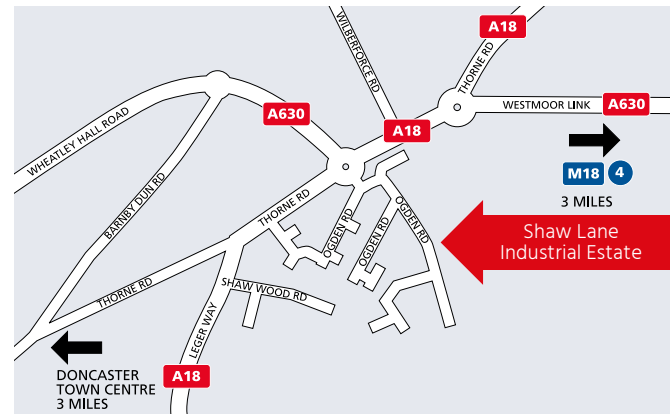 A18
THORNE RD
WILBERFORCE RD
WESTMOOR LINK
A630
A630
A18
WHEATLEY HALL ROAD
M18 4
3 MILES
BARNBY DUN RD
THORNE RD
OGDEN RD
OGDEN RD
OGDEN RD
Shaw Lane
Industrial Estate
THORNE RD
SHAW WOOD RD
LEGER WAY
DONCASTER
TOWN CENTRE
3 MILES
A18